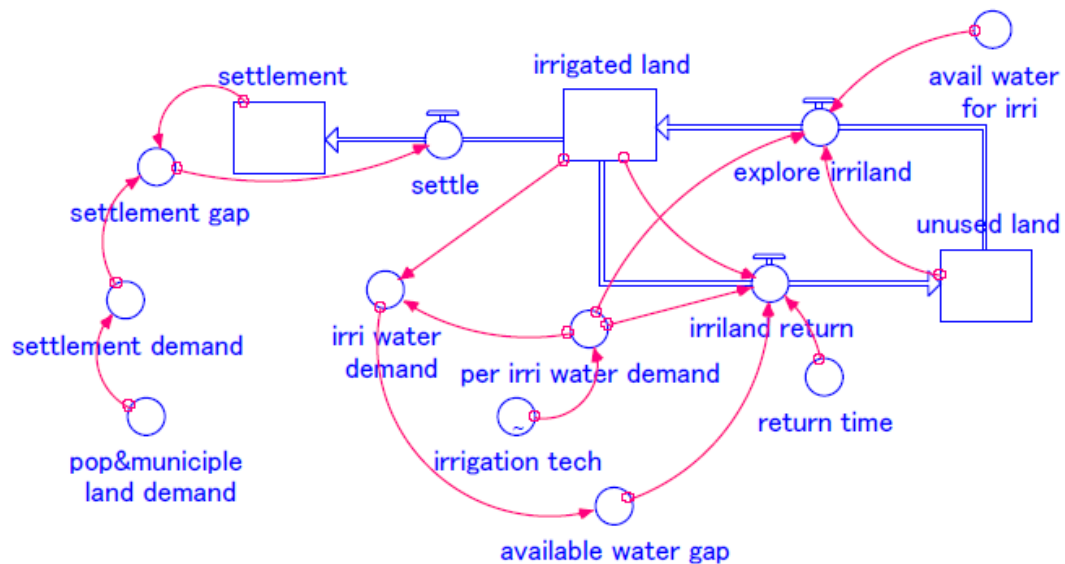 settlement
irrigated land
avail water
for irri
settle
explore irriland
settlement gap
unused land
settlement demand
irri water
demand
per irri water demand
irriland return
return time
pop&municiple
land demand
irrigation tech
~
available water gap